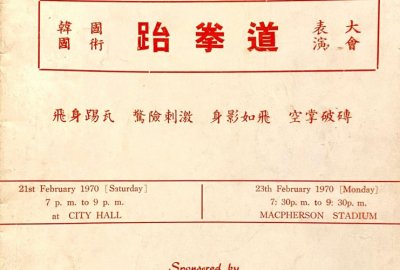 韓國國術 跆拳道 表演大會
飛身踢瓦 驚險刺激 身影如飛 空掌破磚
21st February 1970 [Saturday]
7 p. m. to 9 p. m.
at CITY HALL
23th February 1970 [Monday]
7: 30p. m. to 9: 30p. m.
MACPHERSON STADIUM
Sponsored by